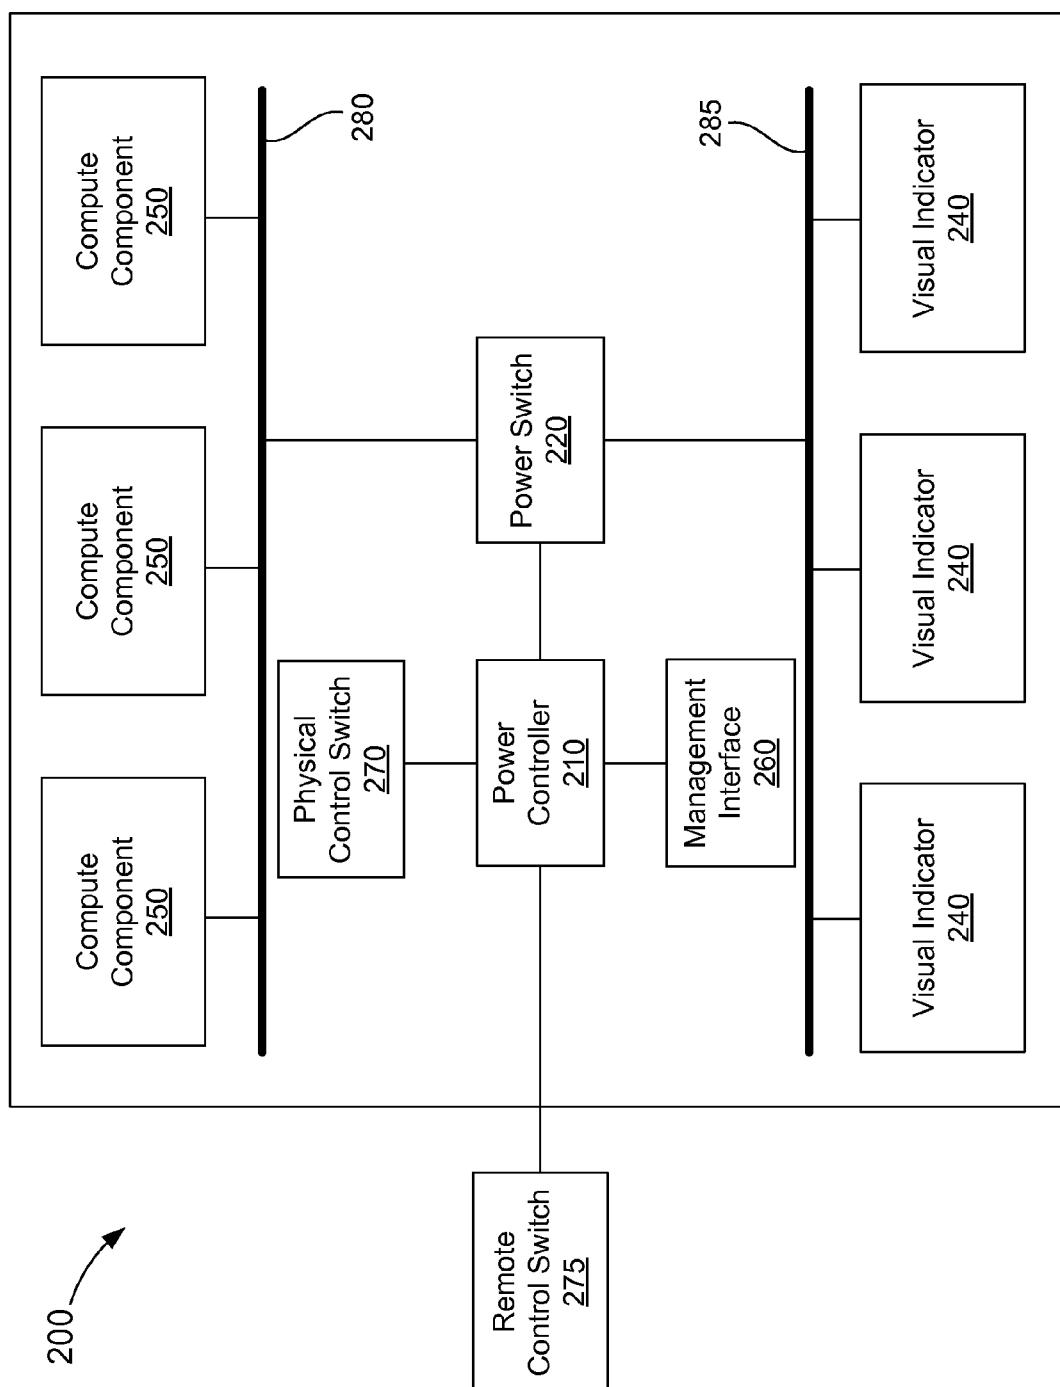 200
Remote
Control Switch
275
Compute
Component
250
Compute
Component
250
Compute
Component
250
280
Physical
Control Switch
270
Power
Controller
210
Power Switch
220
Management
Interface
260
285
Visual Indicator
240
Visual Indicator
240
Visual Indicator
240